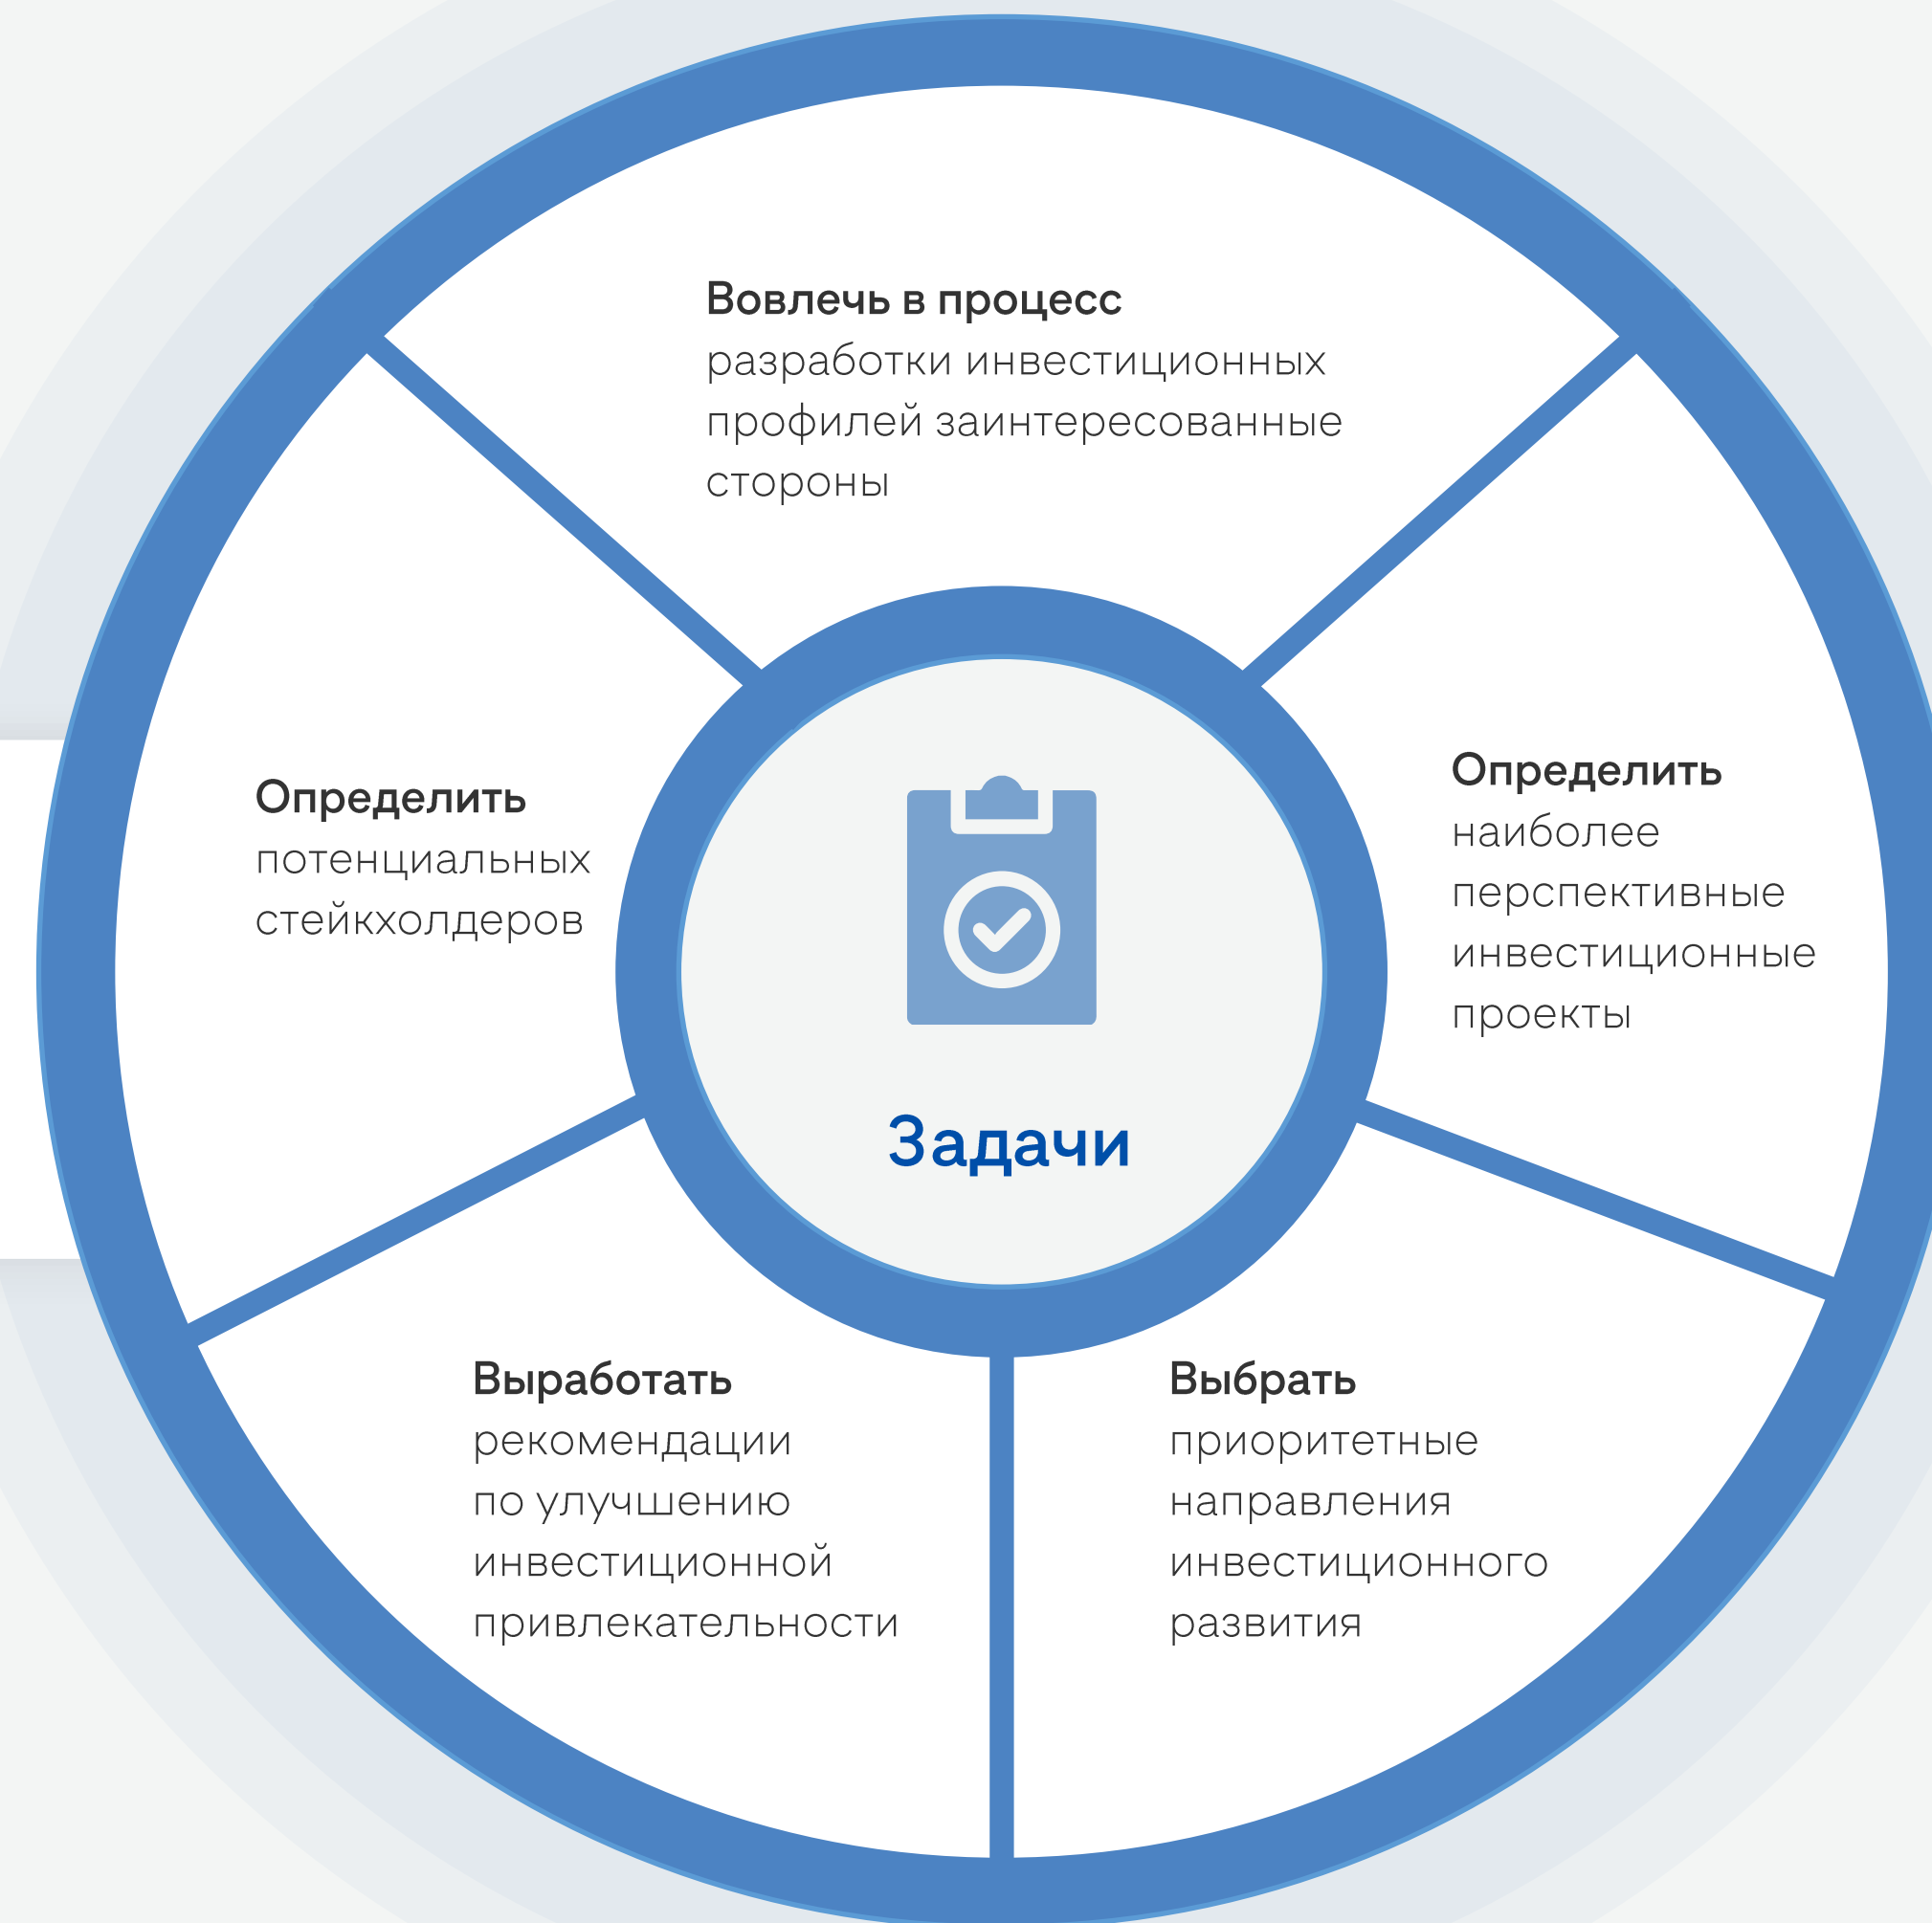 Вовлечь в процесс
разработки инвестиционных
профилей заинтересованные
стороны
Определить
потенциальных
стейкхолдеров
Определить
наиболее
перспективные
инвестиционные
проекты
Задачи
Выработать
рекомендации
по улучшению
инвестиционной
привлекательности
Выбрать
приоритетные
направления
инвестиционного
развития